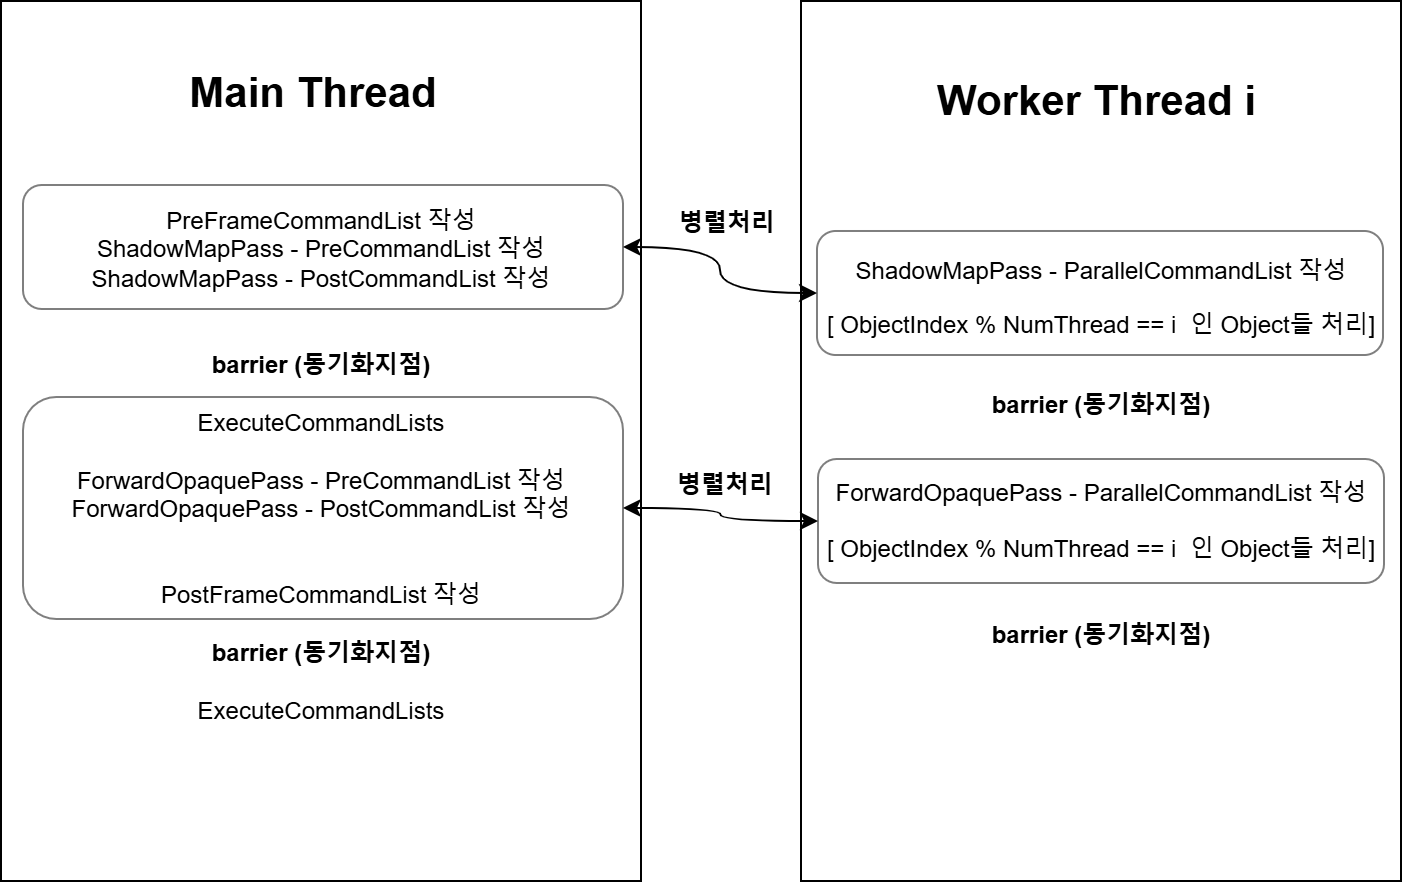 Main Thread
PreFrameCommandList 작성
ShadowMapPass - PreCommandList 작성
ShadowMapPass - PostCommandList 작성
barrier (동기화지점)
ExecuteCommandLists
ForwardOpaquePass - PreCommandList 작성
ForwardOpaquePass - PostCommandList 작성
PostFrameCommandList 작성
barrier (동기화지점)
ExecuteCommandLists
병렬처리
병렬처리
Worker Thread i
ShadowMapPass - ParallelCommandList 작성
[ ObjectIndex % NumThread == i  인 Object들 처리]
barrier (동기화지점)
ForwardOpaquePass - ParallelCommandList 작성
[ ObjectIndex % NumThread == i  인 Object들 처리]
barrier (동기화지점)